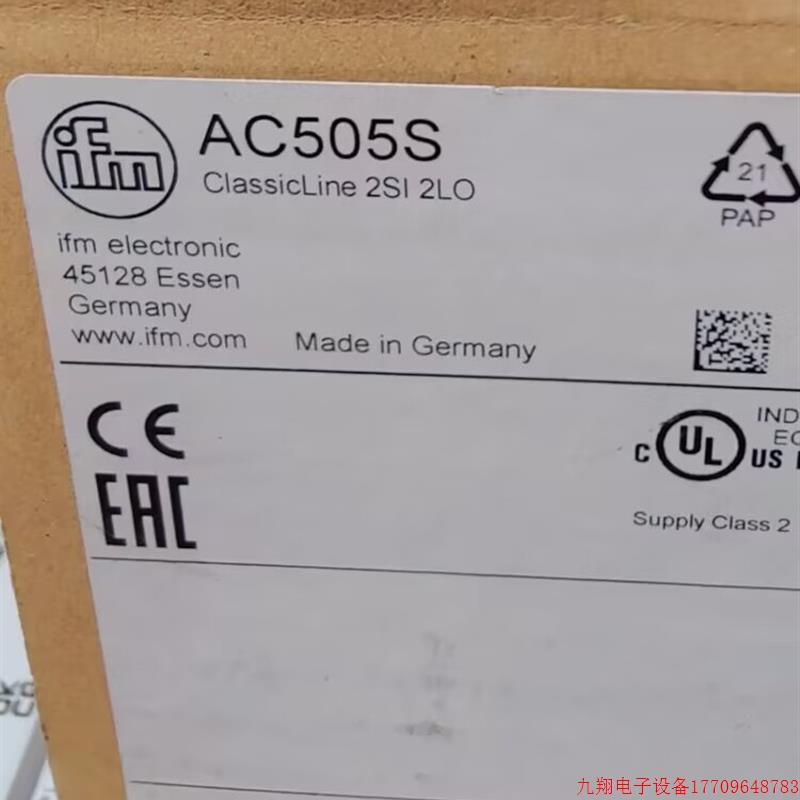 ifm
AC505S
ClassicLine 2SI 2LO
ifm electronic
45128 Essen
Germany
www.ifm.com
Made in Germany
21
PAP
CE
EAC
C UL US
IND
Supply Class 2
九翔电子设备17709648783